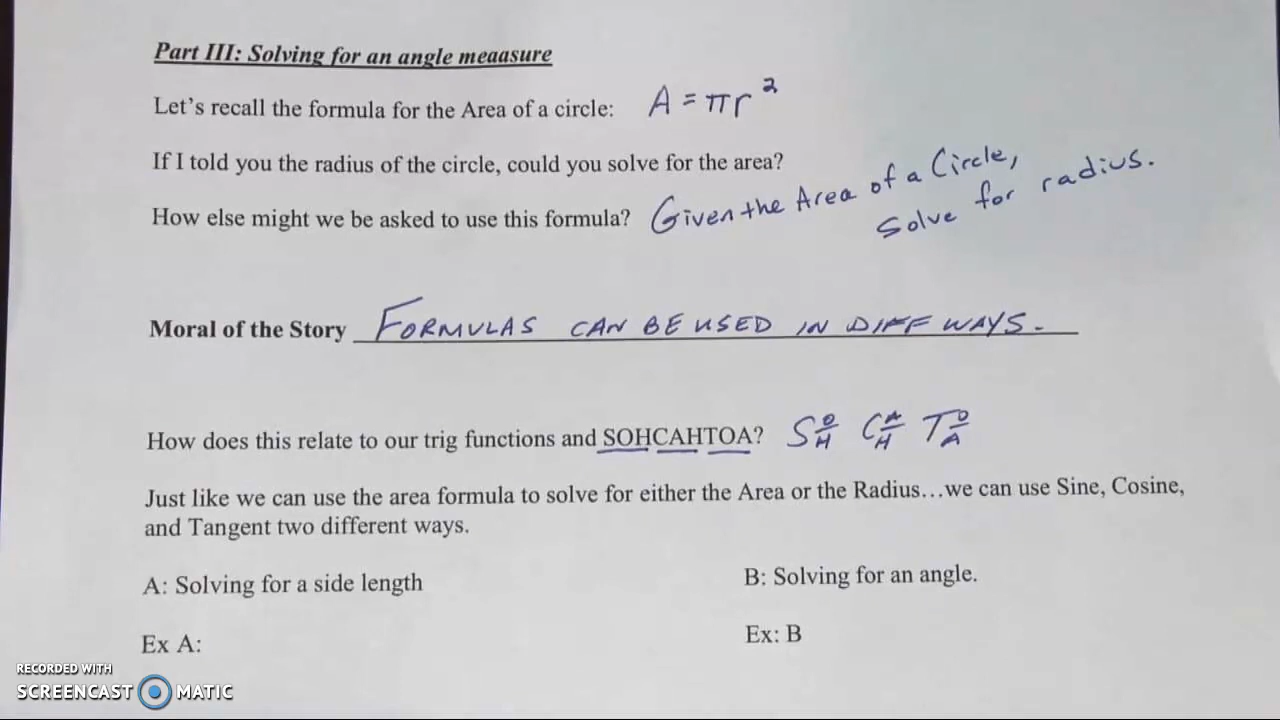 Part III: Solving for an angle meaasure
Let's recall the formula for the Area of a circle: A = πr²
If I told you the radius of the circle, could you solve for the area?
How else might we be asked to use this formula? Given the Area of a Circle,
Solve for radius.
Moral of the Story FORMULAS CAN BE USED IN DIFF WAYS.
How does this relate to our trig functions and SOHCAHTOA? S O/H C A/H T O/A
Just like we can use the area formula to solve for either the Area or the Radius…we can use Sine, Cosine,
and Tangent two different ways.
A: Solving for a side length
B: Solving for an angle.
Ex A:
Ex: B
RECORDED WITH
SCREENCAST MATIC